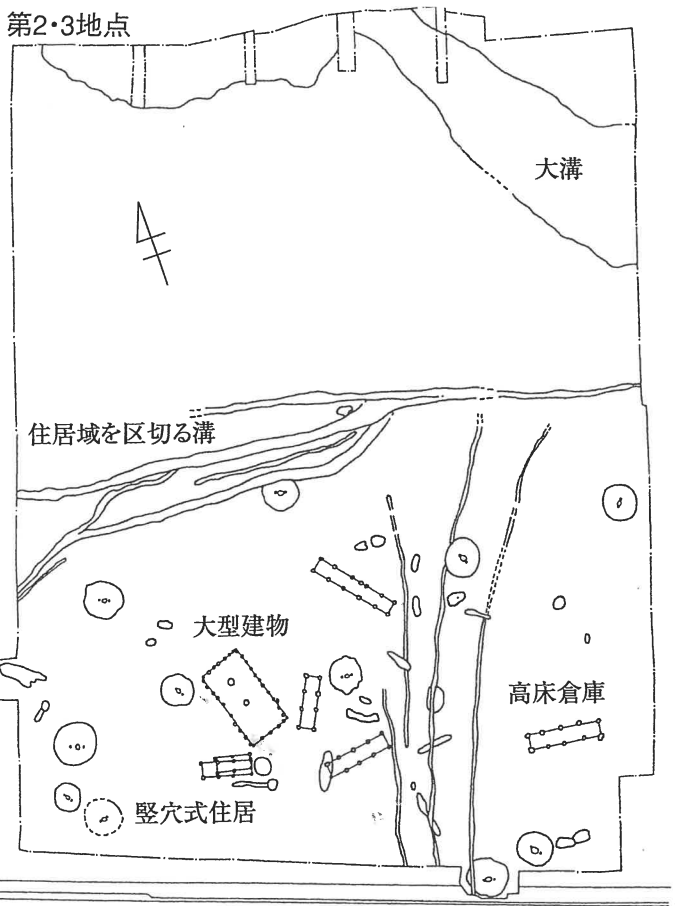 第2・3地点
大溝
住居域を区切る溝
大型建物
高床倉庫
竪穴式住居